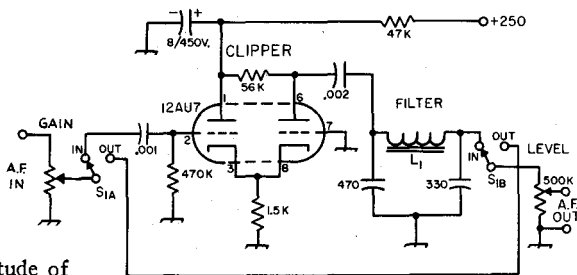 − +
8/450V.
47K
+250
CLIPPER
56K
.002
1
6
12AU7
FILTER
GAIN
A.F.
IN
IN
OUT
S1A
.001
2
7
3
8
470K
1.5K
470
L1
330
IN
OUT
S1B
LEVEL
500K
A.F.
OUT
tude of